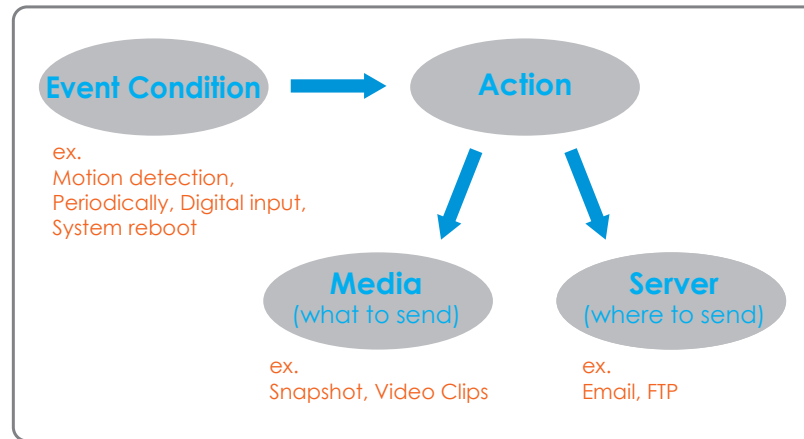 Event Condition
Action
ex.
Motion detection,
Periodically, Digital input,
System reboot
Media
(what to send)
Server
(where to send)
ex.
Snapshot, Video Clips
ex.
Email, FTP